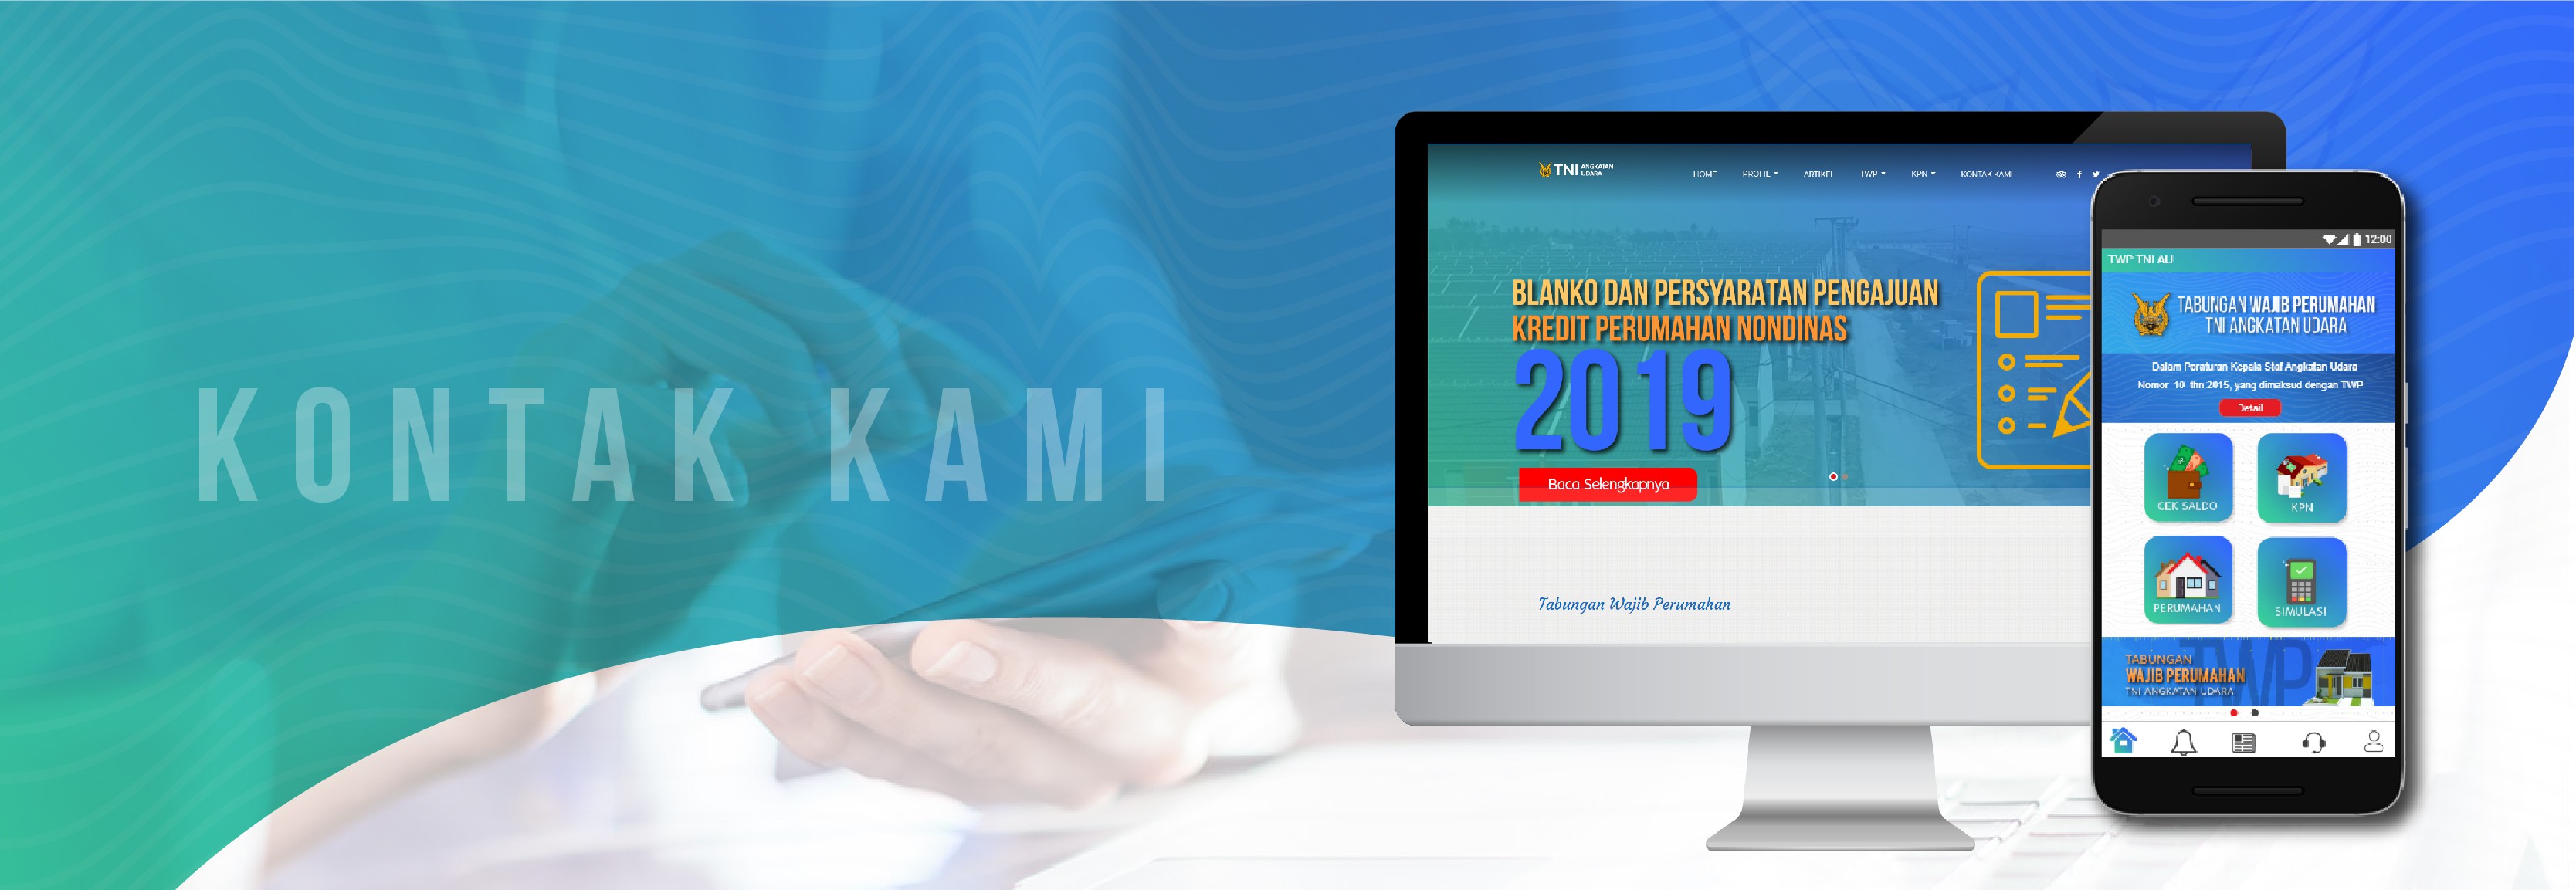 KONTAK KAMI
TNI ANGKATAN UDARA
HOME PROFIL ARTIKEL TWP KPN KONTAK KAMI
BLANKO DAN PERSYARATAN PENGAJUAN
KREDIT PERUMAHAN NONDINAS
2019
Baca Selengkapnya
Tabungan Wajib Perumahan
12:00
TWP TNI AU
TABUNGAN WAJIB PERUMAHAN
TNI ANGKATAN UDARA
Dalam Peraturan Kepala Staf Angkatan Udara
Nomor 10 thn 2015, yang dimaksud dengan TWP
Detail
CEK SALDO
KPN
PERUMAHAN
SIMULASI
TWP
TABUNGAN
WAJIB PERUMAHAN
TNI ANGKATAN UDARA